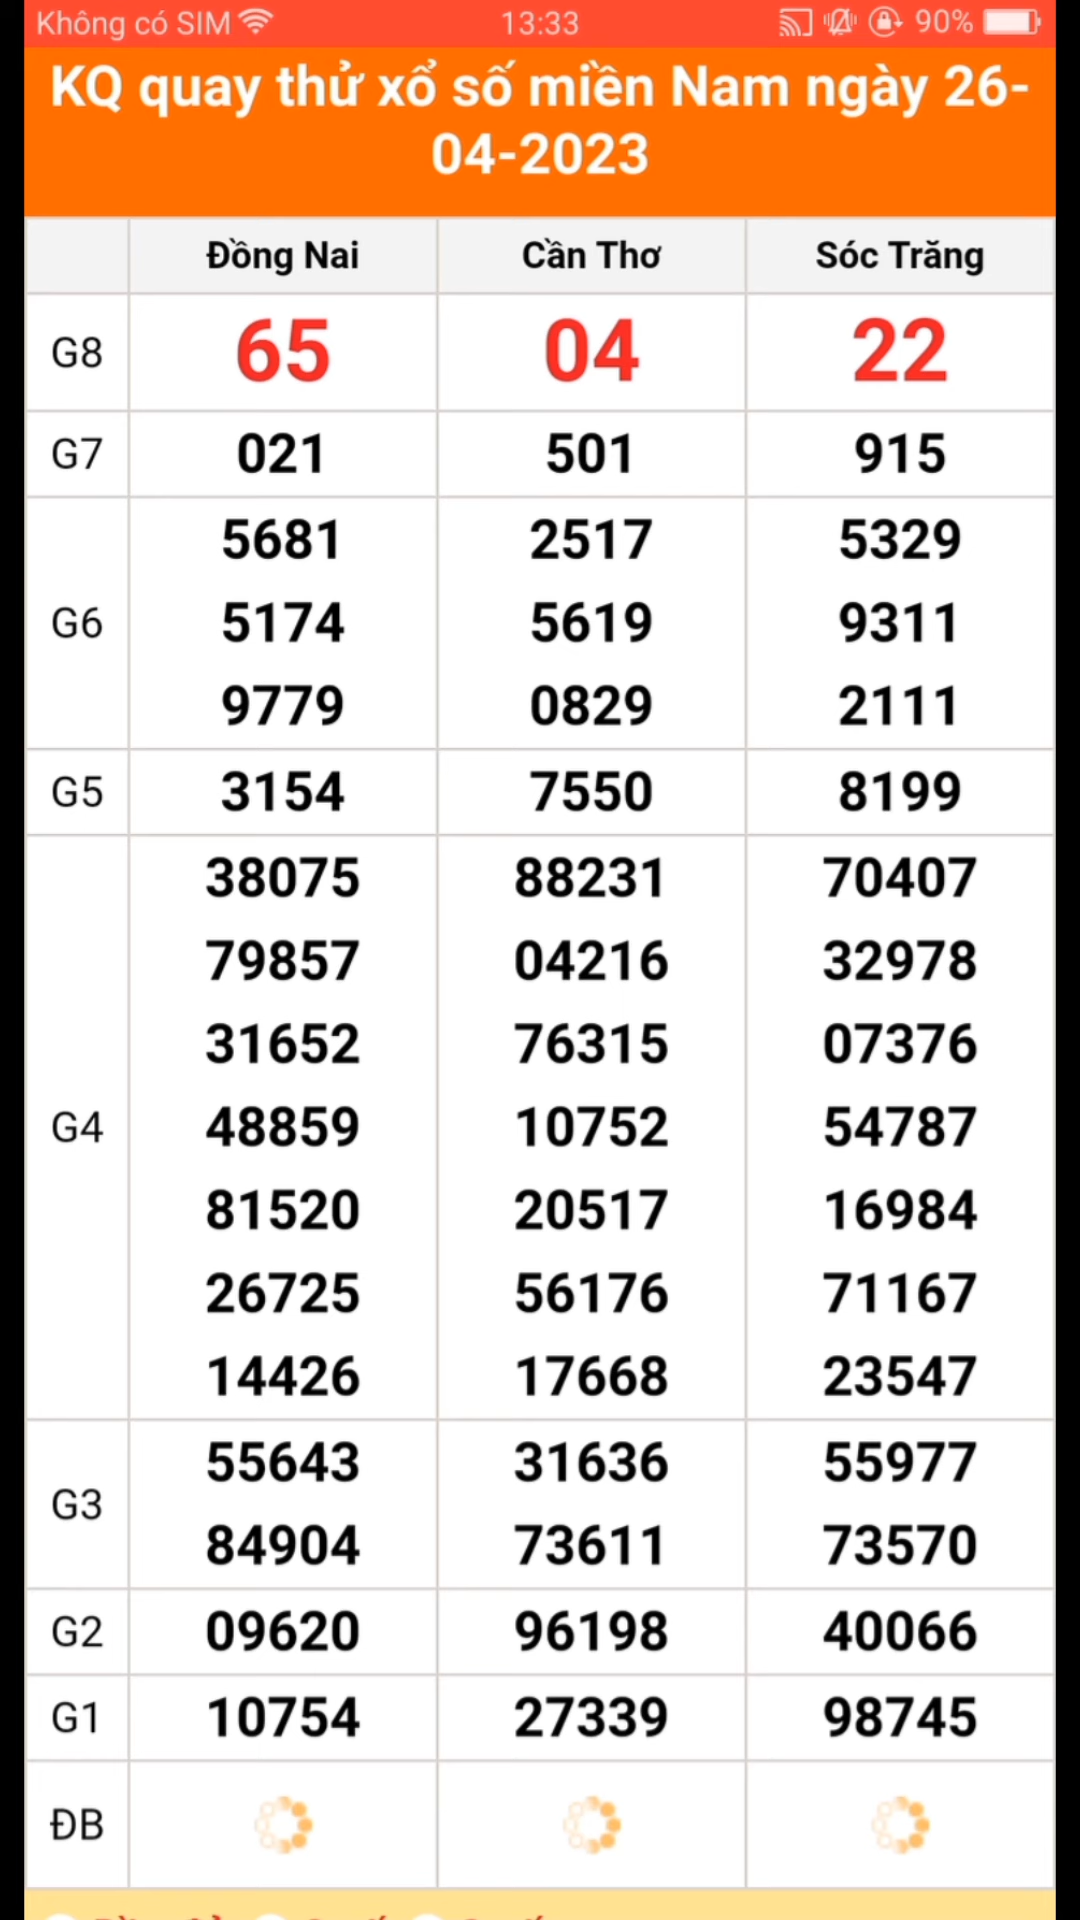 Không có SIM 13:33 90%
KQ quay thử xổ số miền Nam ngày 26-
04-2023
Đồng Nai Cần Thơ Sóc Trăng
G8 65 04 22
G7 021 501 915
5681 2517 5329
G6 5174 5619 9311
9779 0829 2111
G5 3154 7550 8199
38075 88231 70407
79857 04216 32978
31652 76315 07376
G4 48859 10752 54787
81520 20517 16984
26725 56176 71167
14426 17668 23547
G3
55643 31636 55977
84904 73611 73570
G2 09620 96198 40066
G1 10754 27339 98745
ĐB